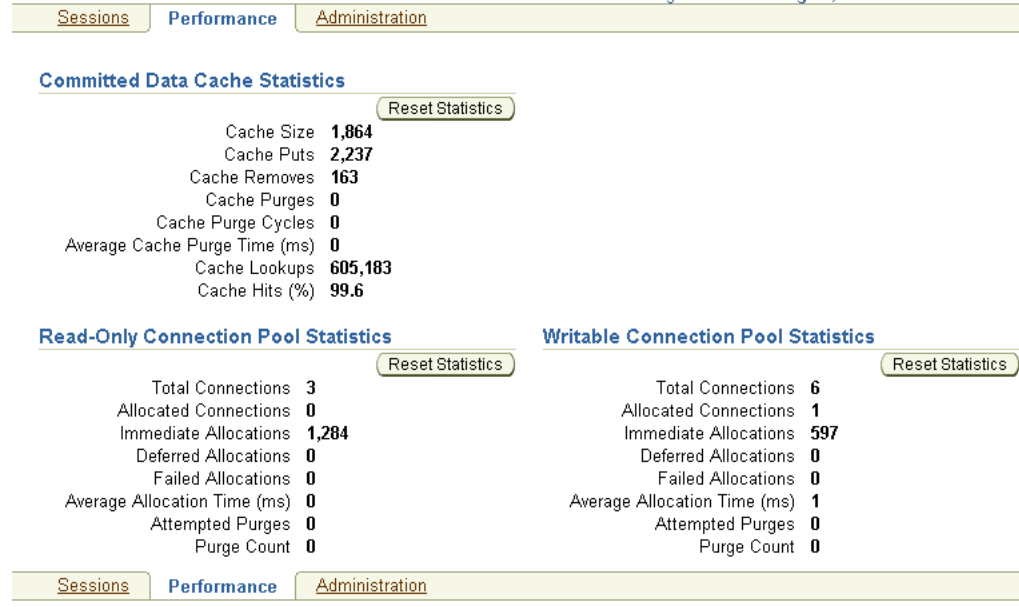 Sessions Performance Administration
Committed Data Cache Statistics
Reset Statistics
Cache Size 1,864
Cache Puts 2,237
Cache Removes 163
Cache Purges 0
Cache Purge Cycles 0
Average Cache Purge Time (ms) 0
Cache Lookups 605,183
Cache Hits (%) 99.6
Read-Only Connection Pool Statistics
Reset Statistics
Total Connections 3
Allocated Connections 0
Immediate Allocations 1,284
Deferred Allocations 0
Failed Allocations 0
Average Allocation Time (ms) 0
Attempted Purges 0
Purge Count 0
Writable Connection Pool Statistics
Reset Statistics
Total Connections 6
Allocated Connections 1
Immediate Allocations 597
Deferred Allocations 0
Failed Allocations 0
Average Allocation Time (ms) 1
Attempted Purges 0
Purge Count 0
Sessions Performance Administration